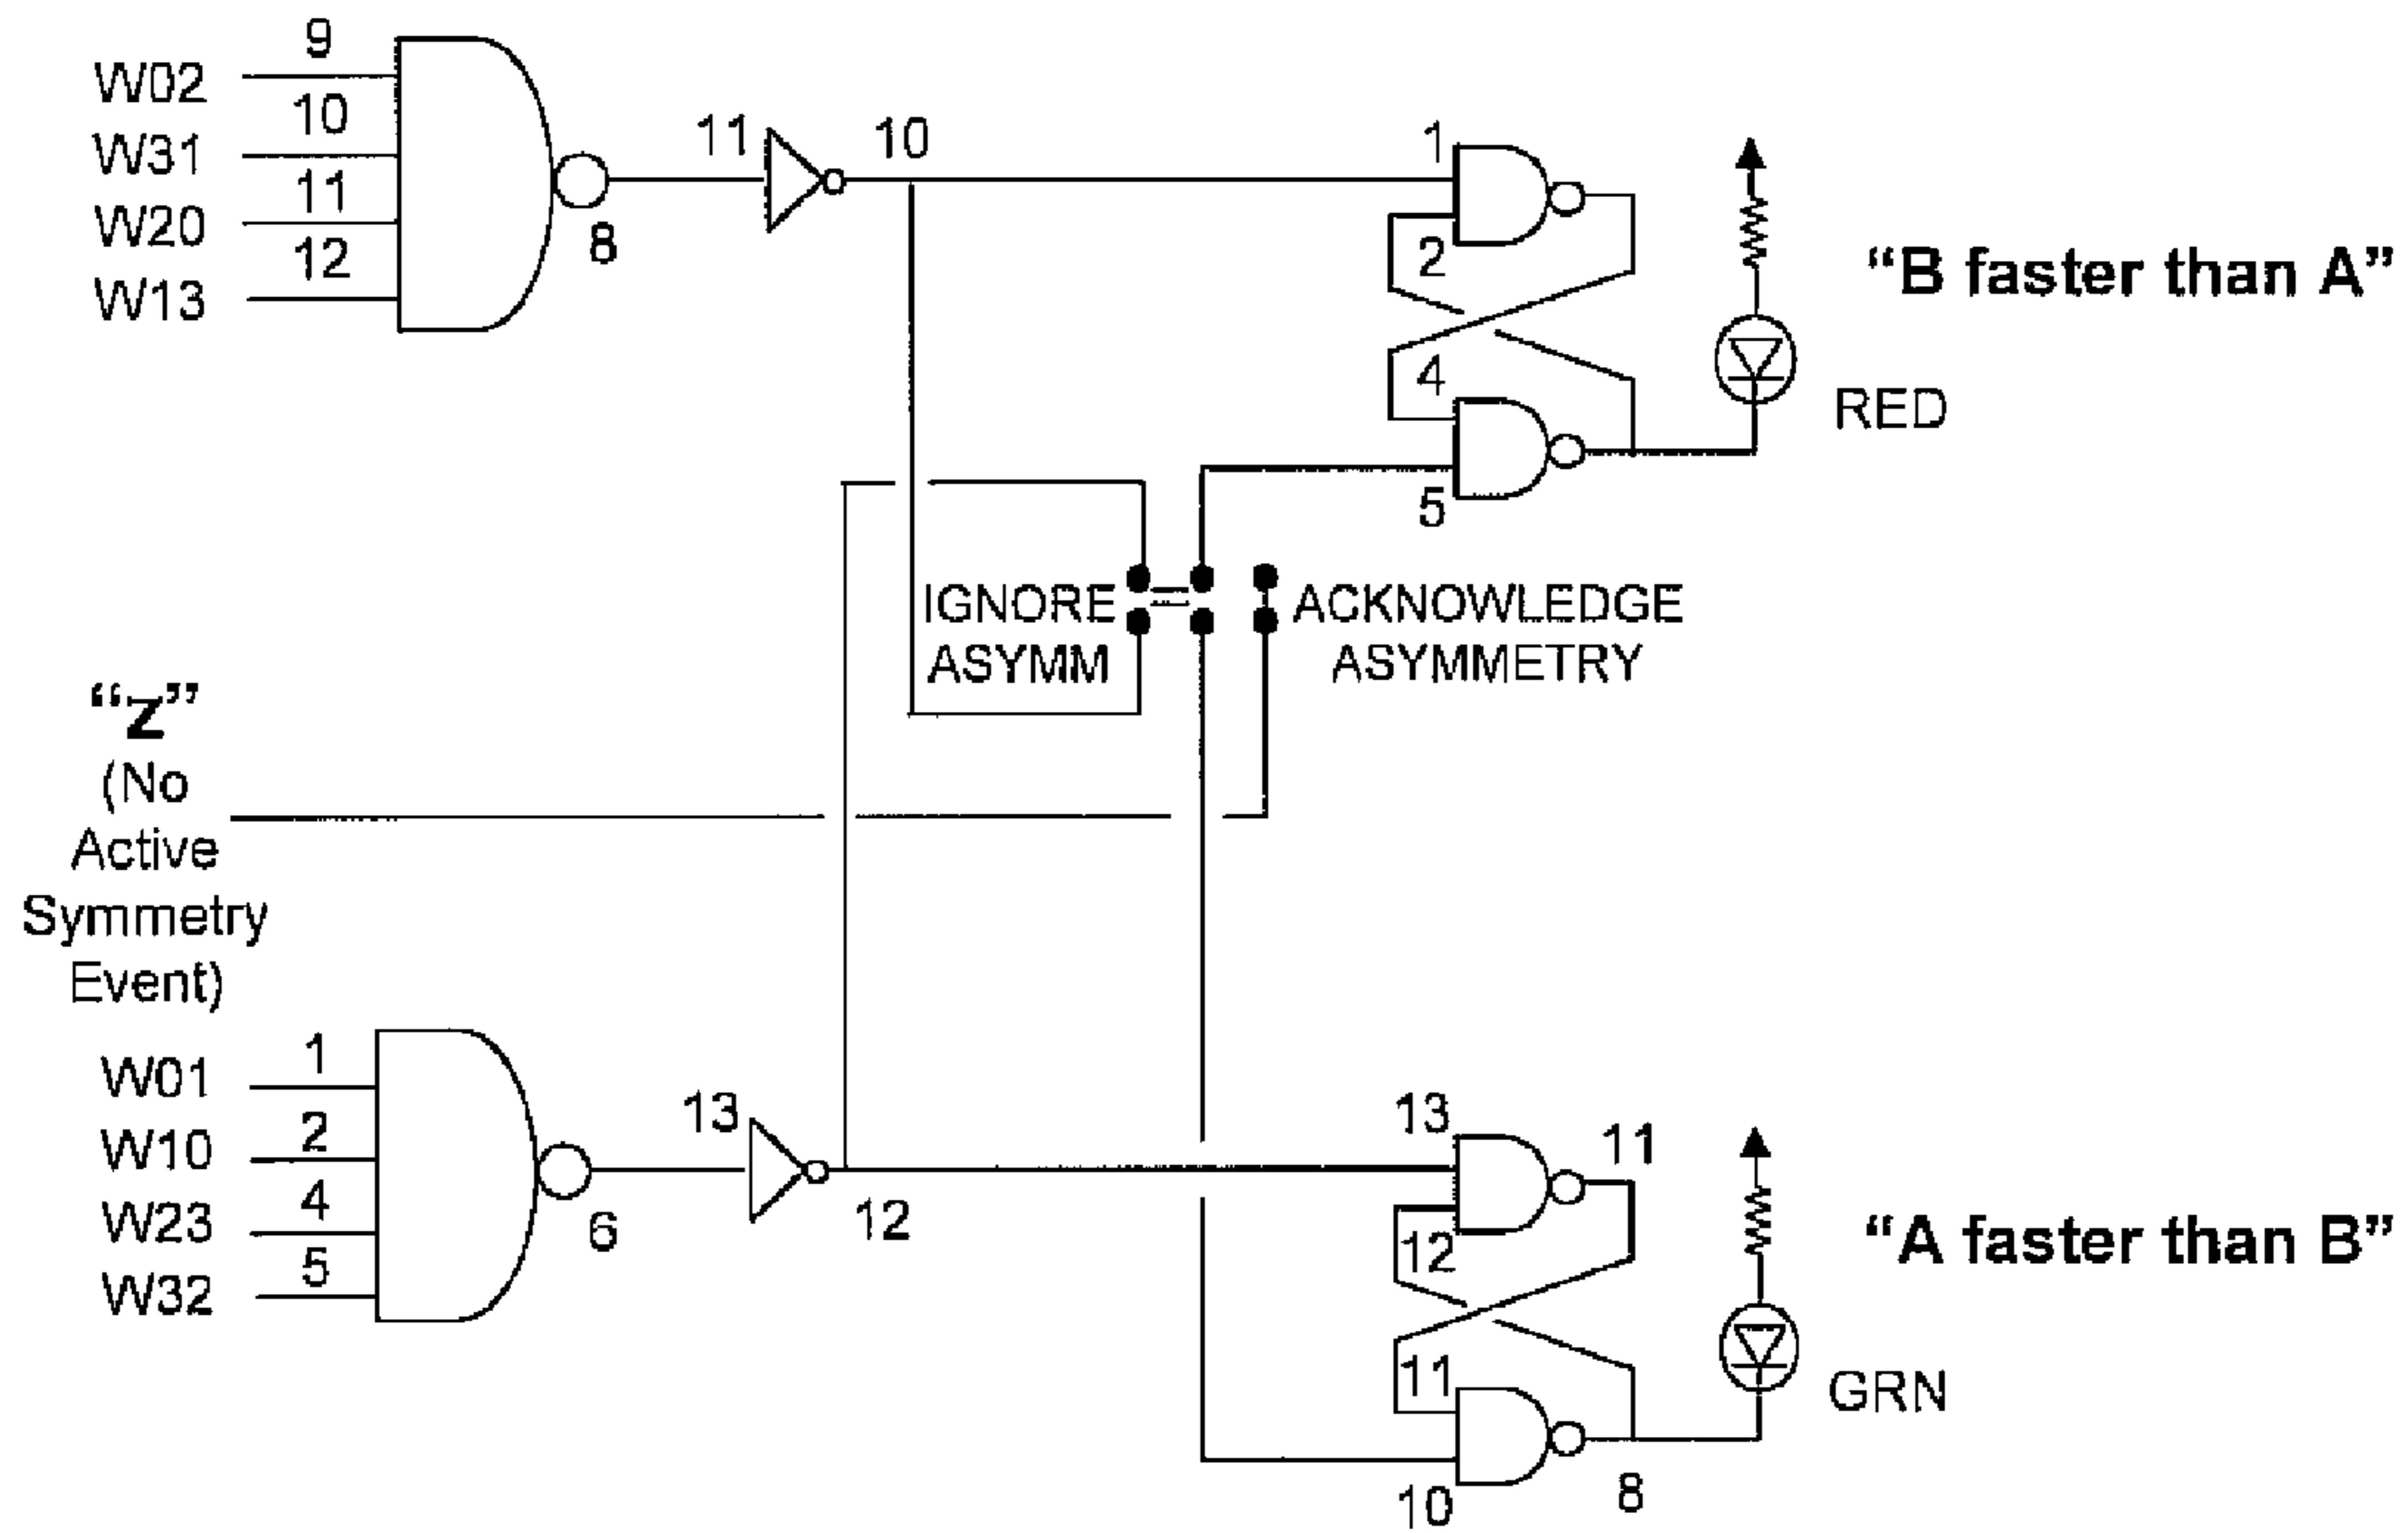 9
W02
10
W31
11
W20
12
W13
8
11
10
1
2
4
5
“B faster than A”
RED
IGNORE
ASYMM
ACKNOWLEDGE
ASYMMETRY
“z”
(No
Active
Symmetry
Event)
1
W01
2
W10
4
W23
5
W32
6
13
12
13
12
11
11
10
8
“A faster than B”
GRN